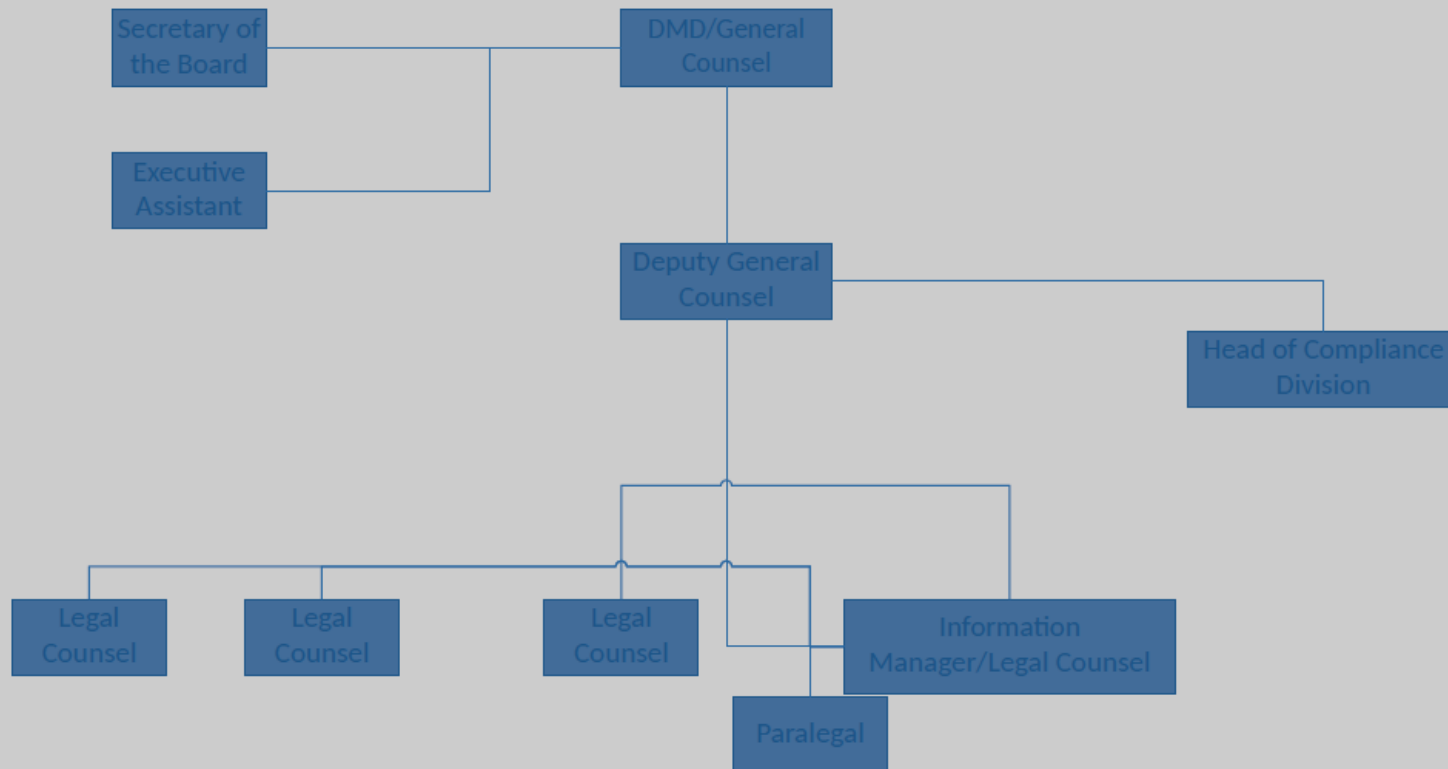 Secretary of
the Board
DMD/General
Counsel
Executive
Assistant
Deputy General
Counsel
Head of Compliance
Division
Legal
Counsel
Legal
Counsel
Legal
Counsel
Information
Manager/Legal Counsel
Paralegal